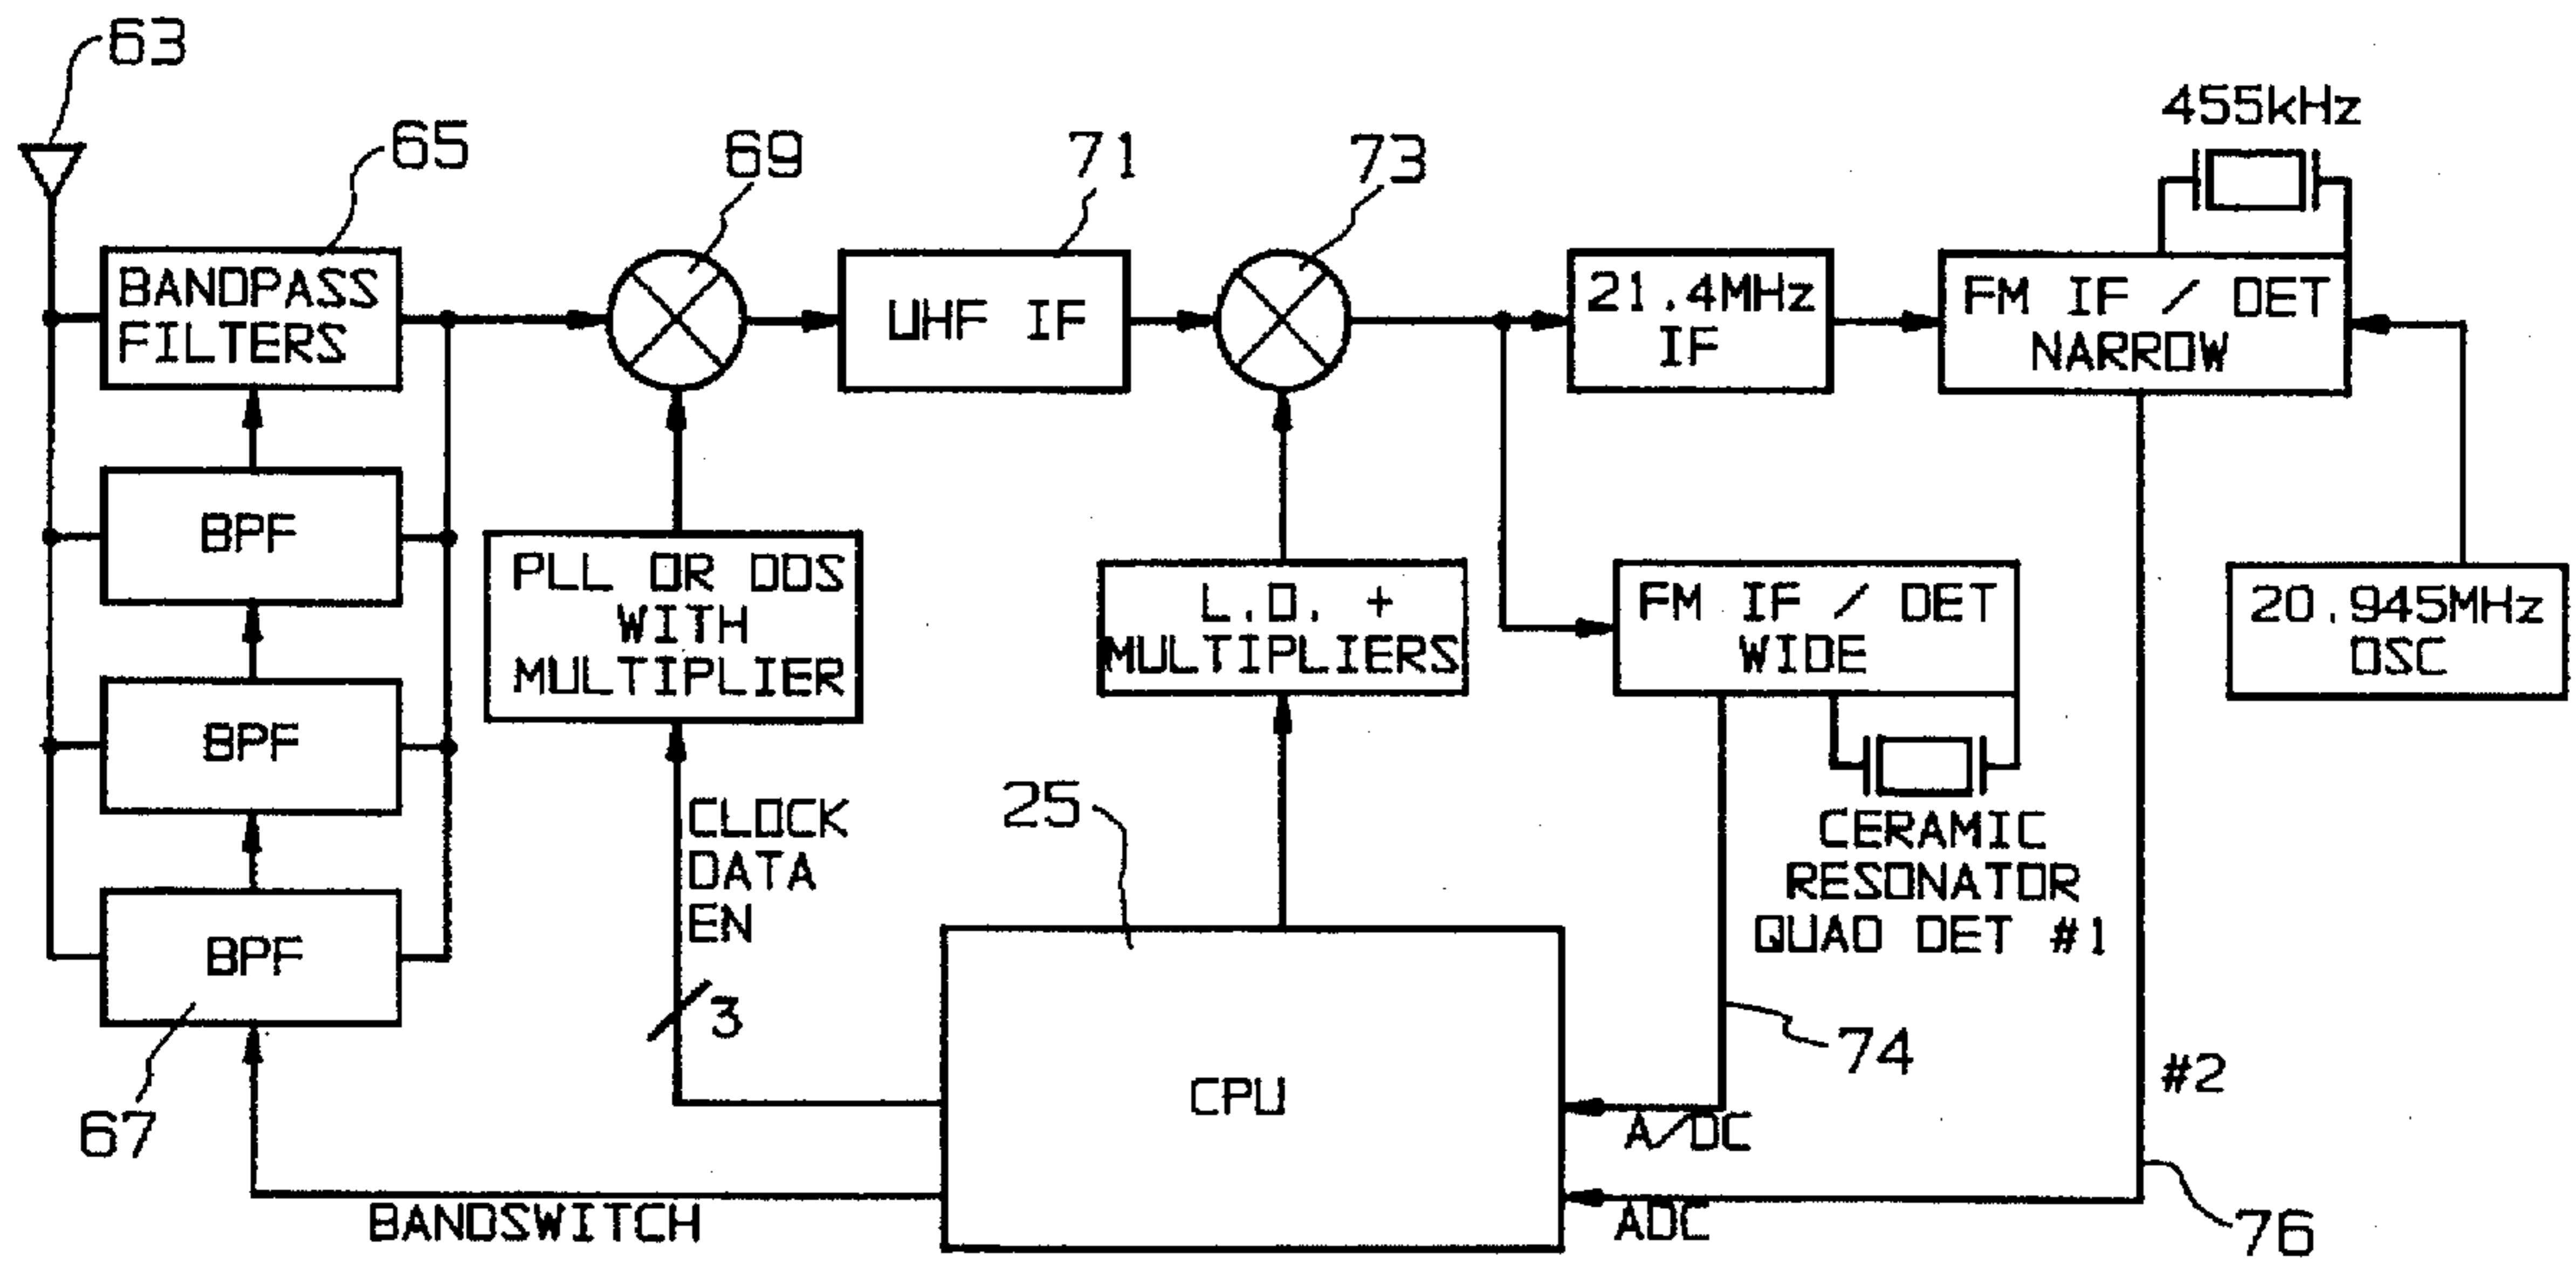 63
65
69
71
73
455kHz
BANDPASS
FILTERS
UHF IF
21.4MHz
IF
FM IF / DET
NARROW
BPF
PLL OR DDS
WITH
MULTIPLIER
L.O. +
MULTIPLIERS
FM IF / DET
WIDE
20.945MHz
OSC
BPF
CLOCK
DATA
EN
25
CERAMIC
RESONATOR
QUAD DET #1
BPF
3
74
67
CPU
#2
A/DC
BANDSWITCH
ADC
76